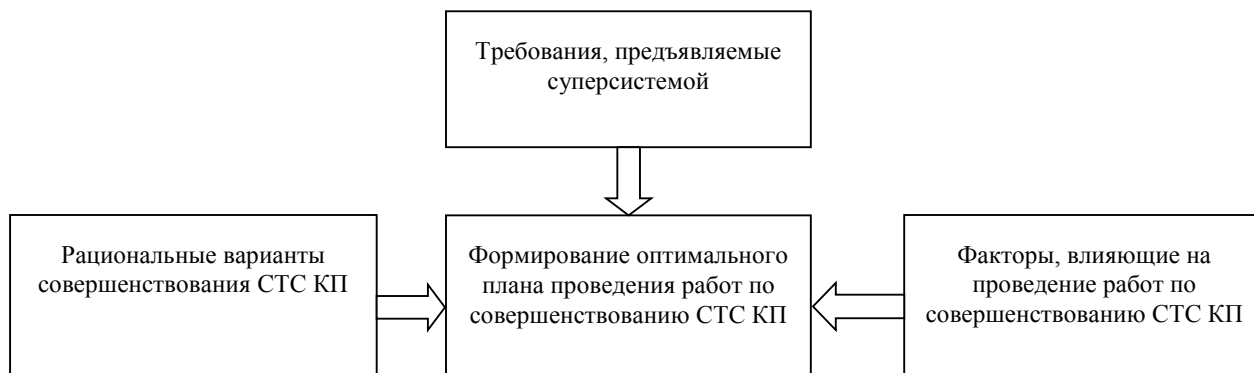 Требования, предъявляемые
суперсистемой
Рациональные варианты
совершенствования СТС КП
Формирование оптимального
плана проведения работ по
совершенствованию СТС КП
Факторы, влияющие на
проведение работ по
совершенствованию СТС КП